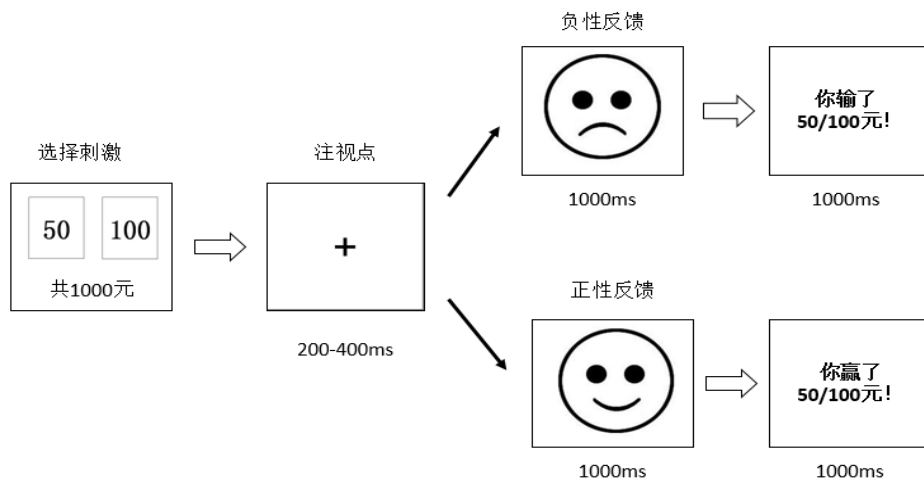 选择刺激
50 100
共1000元
注视点
+
200-400ms
负性反馈
1000ms
你输了
50/100元!
1000ms
正性反馈
1000ms
你赢了
50/100元!
1000ms